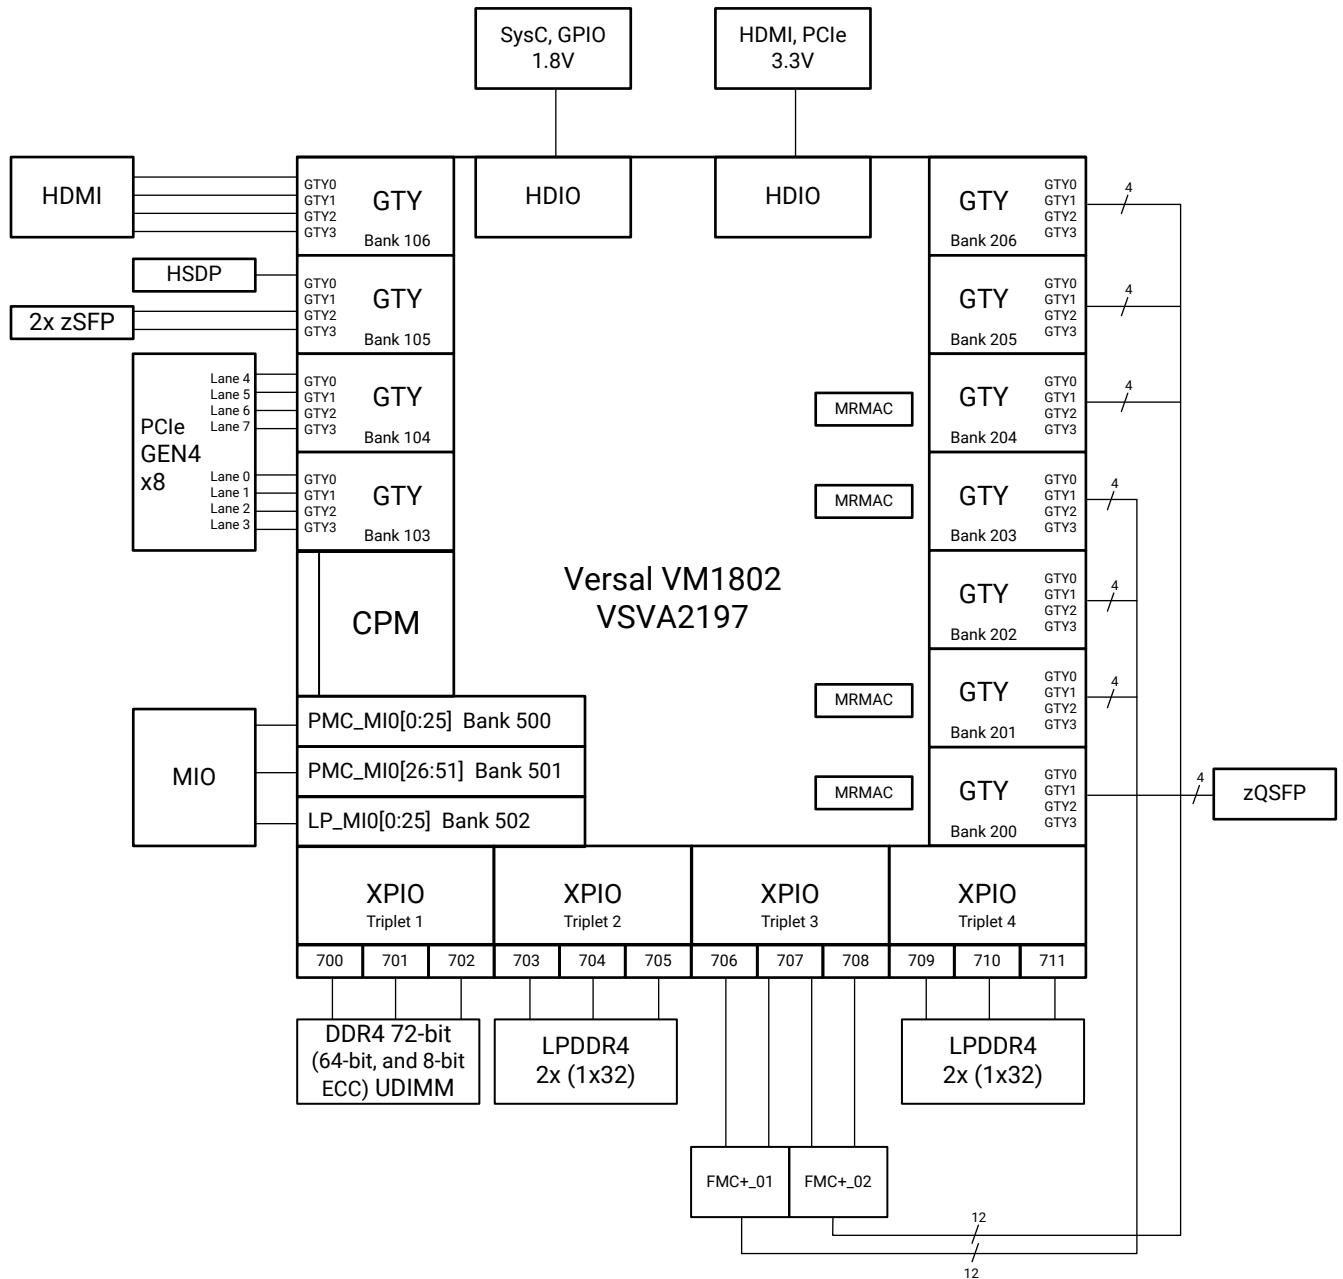 SysC, GPIO
1.8V
HDMI, PCIe
3.3V
HDMI
GTY0
GTY1
GTY2
GTY3
GTY
Bank 106
HDIO
HDIO
GTY
Bank 206
GTY0
GTY1
GTY2
GTY3
4
HSDP
2x zSFP
GTY0
GTY1
GTY2
GTY3
GTY
Bank 105
GTY
Bank 205
GTY0
GTY1
GTY2
GTY3
4
PCIe
GEN4
x8
Lane 4
Lane 5
Lane 6
Lane 7
Lane 0
Lane 1
Lane 2
Lane 3
GTY0
GTY1
GTY2
GTY3
GTY
Bank 104
MRMAC
GTY
Bank 204
GTY0
GTY1
GTY2
GTY3
4
GTY0
GTY1
GTY2
GTY3
GTY
Bank 103
MRMAC
GTY
Bank 203
GTY0
GTY1
GTY2
GTY3
4
CPM
Versal VM1802
VSVA2197
GTY
Bank 202
GTY0
GTY1
GTY2
GTY3
4
MRMAC
GTY
Bank 201
GTY0
GTY1
GTY2
GTY3
4
MIO
PMC_MI0[0:25] Bank 500
PMC_MI0[26:51] Bank 501
LP_MI0[0:25] Bank 502
MRMAC
GTY
Bank 200
GTY0
GTY1
GTY2
GTY3
4
zQSFP
XPIO
Triplet 1
XPIO
Triplet 2
XPIO
Triplet 3
XPIO
Triplet 4
700 701 702 703 704 705 706 707 708 709 710 711
DDR4 72-bit
(64-bit, and 8-bit
ECC) UDIMM
LPDDR4
2x (1x32)
LPDDR4
2x (1x32)
FMC+_01
FMC+_02
12
12